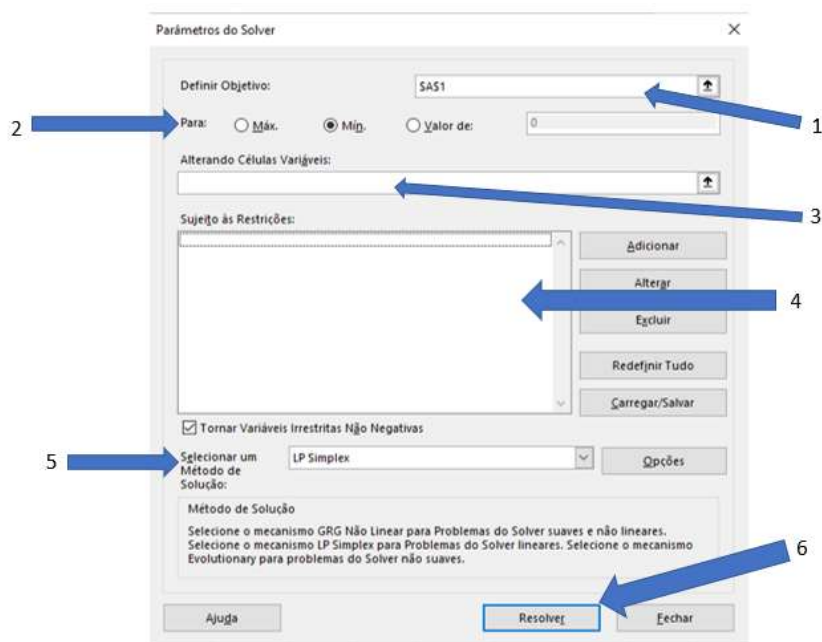 Parâmetros do Solver
Definir Objetivo:
$A$1
1
2
Para:
Máx.
Mín.
Valor de:
0
Alterando Células Variáveis:
3
Sujeito às Restrições:
Adicionar
Alterar
4
Excluir
Redefinir Tudo
Carregar/Salvar
Tornar Variáveis Irrestritas Não Negativas
5
Selecionar um
Método de
Solução:
LP Simplex
Opções
Método de Solução
Selecione o mecanismo GRG Não Linear para Problemas do Solver suaves e não lineares.
Selecione o mecanismo LP Simplex para Problemas do Solver lineares. Selecione o mecanismo
Evolutionary para problemas do Solver não suaves.
6
Ajuda
Resolver
Fechar